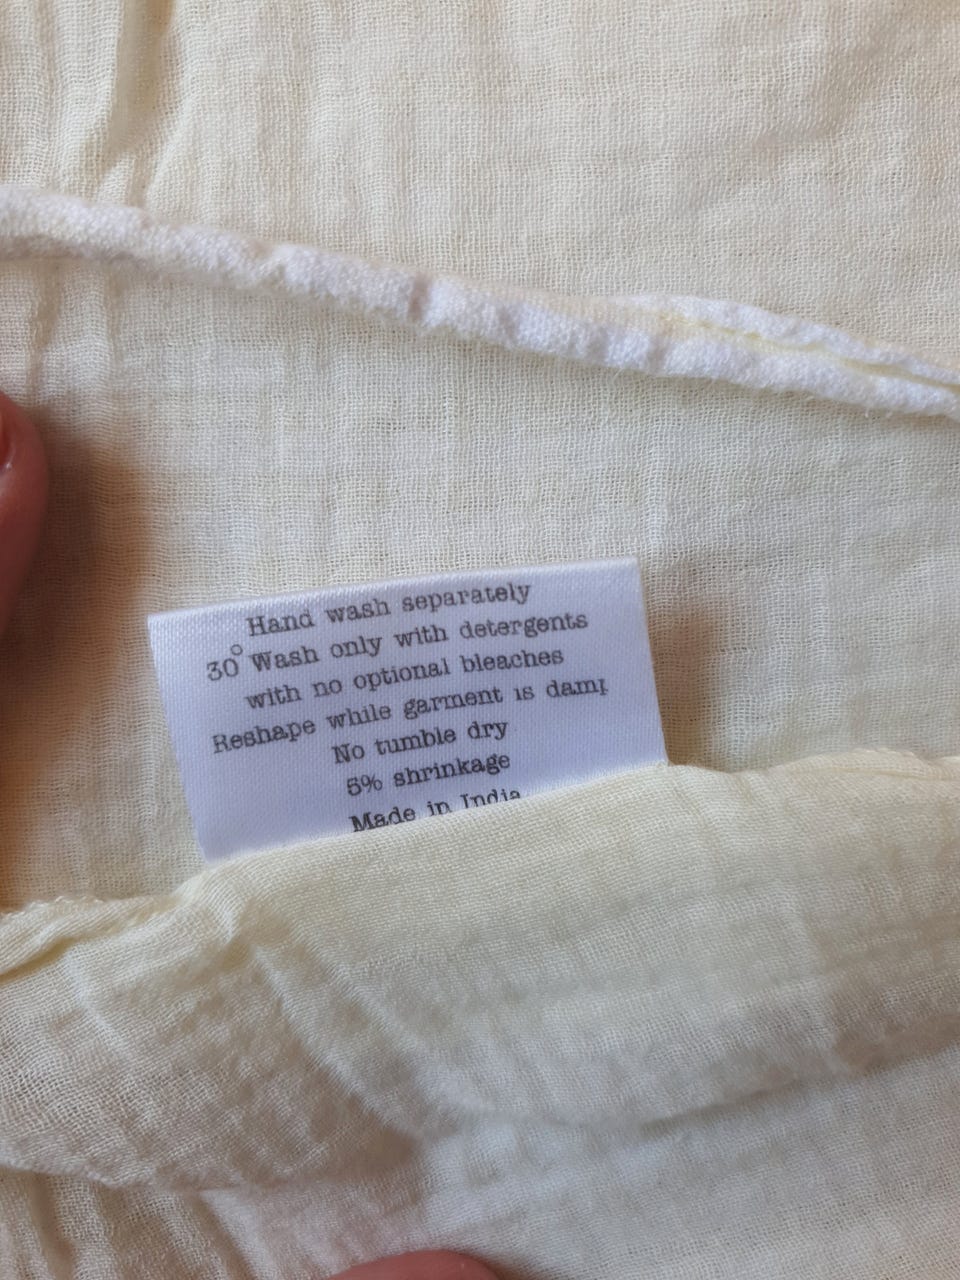 Hand wash separately
30° Wash only with detergents
with no optional bleaches
Reshape while garment is damp
No tumble dry
5% shrinkage
Made in India